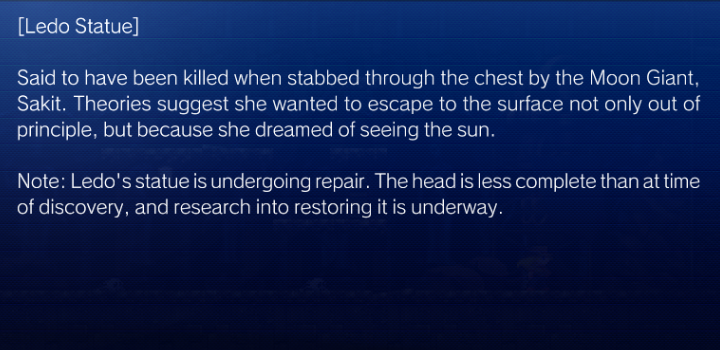 [Ledo Statue]
Said to have been killed when stabbed through the chest by the Moon Giant,
Sakit. Theories suggest she wanted to escape to the surface not only out of
principle, but because she dreamed of seeing the sun.
Note: Ledo's statue is undergoing repair. The head is less complete than at time
of discovery, and research into restoring it is underway.